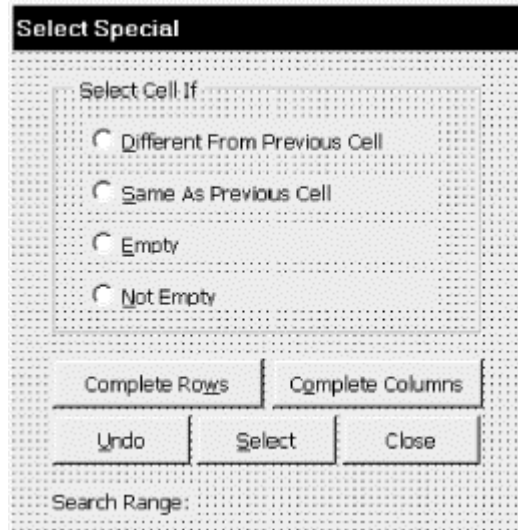 Select Special
Select Cell If
Different From Previous Cell
Same As Previous Cell
Empty
Not Empty
Complete Rows Complete Columns
Undo Select Close
Search Range: